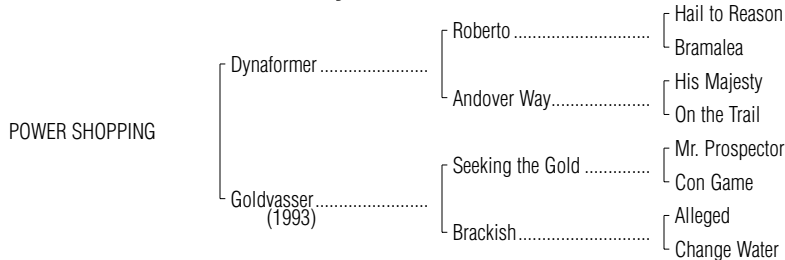 Hail to Reason
Roberto ............................
Bramalea
Dynaformer .......................
His Majesty
Andover Way.....................
On the Trail
POWER SHOPPING
Mr. Prospector
Seeking the Gold ..............
Con Game
Goldvasser........................
(1993)
Alleged
Brackish............................
Change Water